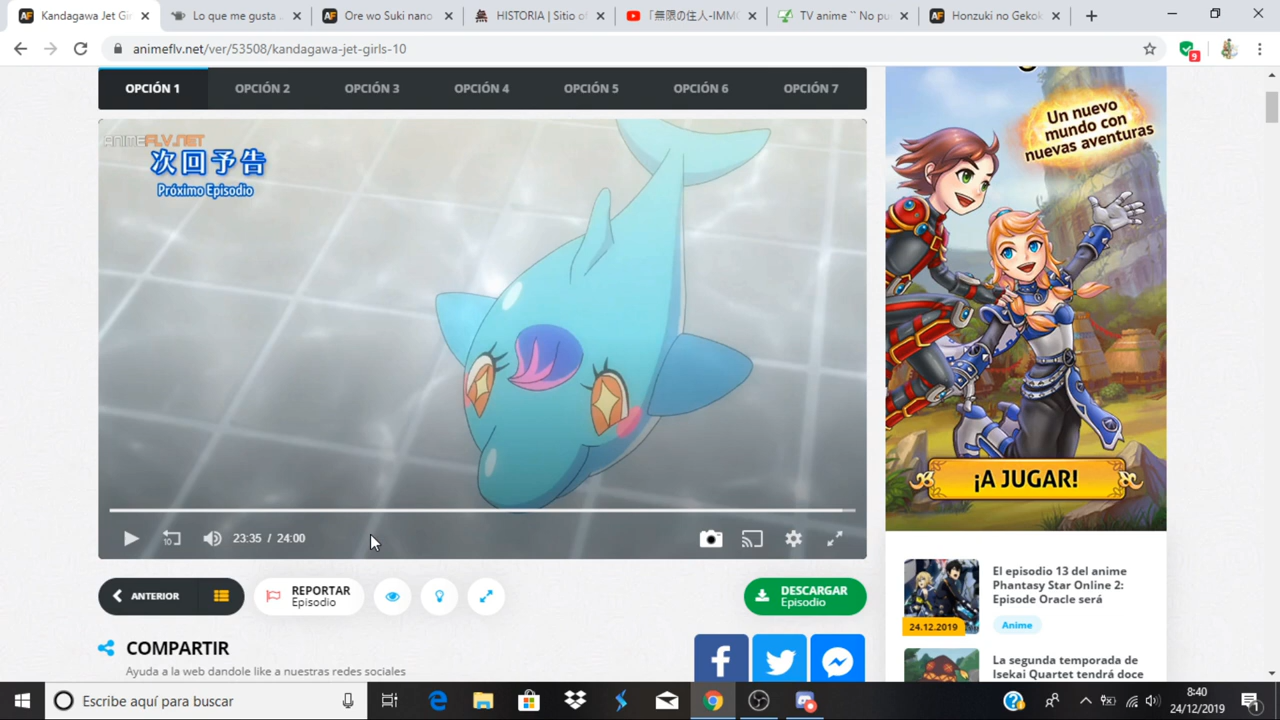 Kandagawa Jet Gir
Lo que me gusta
Ore wo Suki nano
HISTORIA | Sitio o
「無限の住人-IMMO
TV anime `` No pu
Honzuki no Gekok
animeflv.net/ver/53508/kandagawa-jet-girls-10
9
OPCIÓN 1
OPCIÓN 2
OPCIÓN 3
OPCIÓN 4
OPCIÓN 5
OPCIÓN 6
OPCIÓN 7
ANIMEFLV.NET
次回予告
Próximo Episodio
Un nuevo
mundo con
nuevas aventuras
¡A JUGAR!
10
23:35 / 24:00
ANTERIOR
REPORTAR
Episodio
DESCARGAR
Episodio
COMPARTIR
Ayuda a la web dandole like a nuestras redes sociales
El episodio 13 del anime
Phantasy Star Online 2:
Episode Oracle será
24.12.2019
Anime
La segunda temporada de
Isekai Quartet tendrá doce
Escribe aquí para buscar
8:40
24/12/2019
1